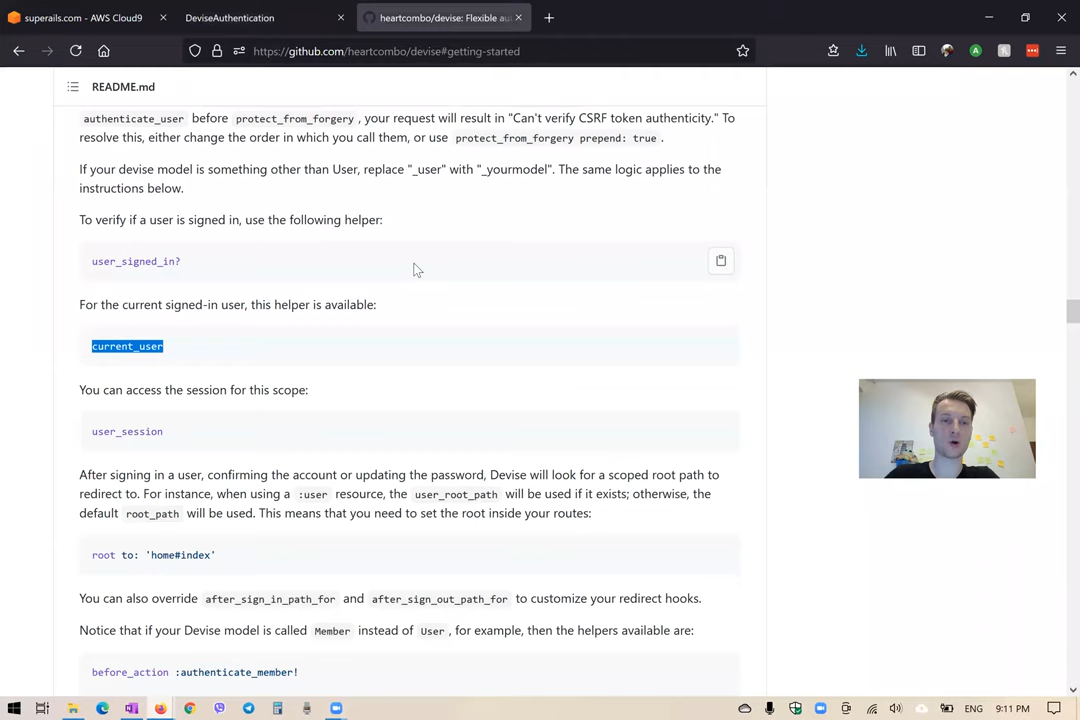 superails.com - AWS Cloud9
DeviseAuthentication
heartcombo/devise: Flexible au
https://github.com/heartcombo/devise#getting-started
README.md
authenticate_user before protect_from_forgery, your request will result in "Can't verify CSRF token authenticity." To
resolve this, either change the order in which you call them, or use protect_from_forgery prepend: true.
If your devise model is something other than User, replace "_user" with "_yourmodel". The same logic applies to the
instructions below.
To verify if a user is signed in, use the following helper:
user_signed_in?
For the current signed-in user, this helper is available:
current_user
You can access the session for this scope:
user_session
After signing in a user, confirming the account or updating the password, Devise will look for a scoped root path to
redirect to. For instance, when using a :user resource, the user_root_path will be used if it exists; otherwise, the
default root_path will be used. This means that you need to set the root inside your routes:
root to: 'home#index'
You can also override after_sign_in_path_for and after_sign_out_path_for to customize your redirect hooks.
Notice that if your Devise model is called Member instead of User, for example, then the helpers available are:
before_action :authenticate_member!
ENG
9:11 PM